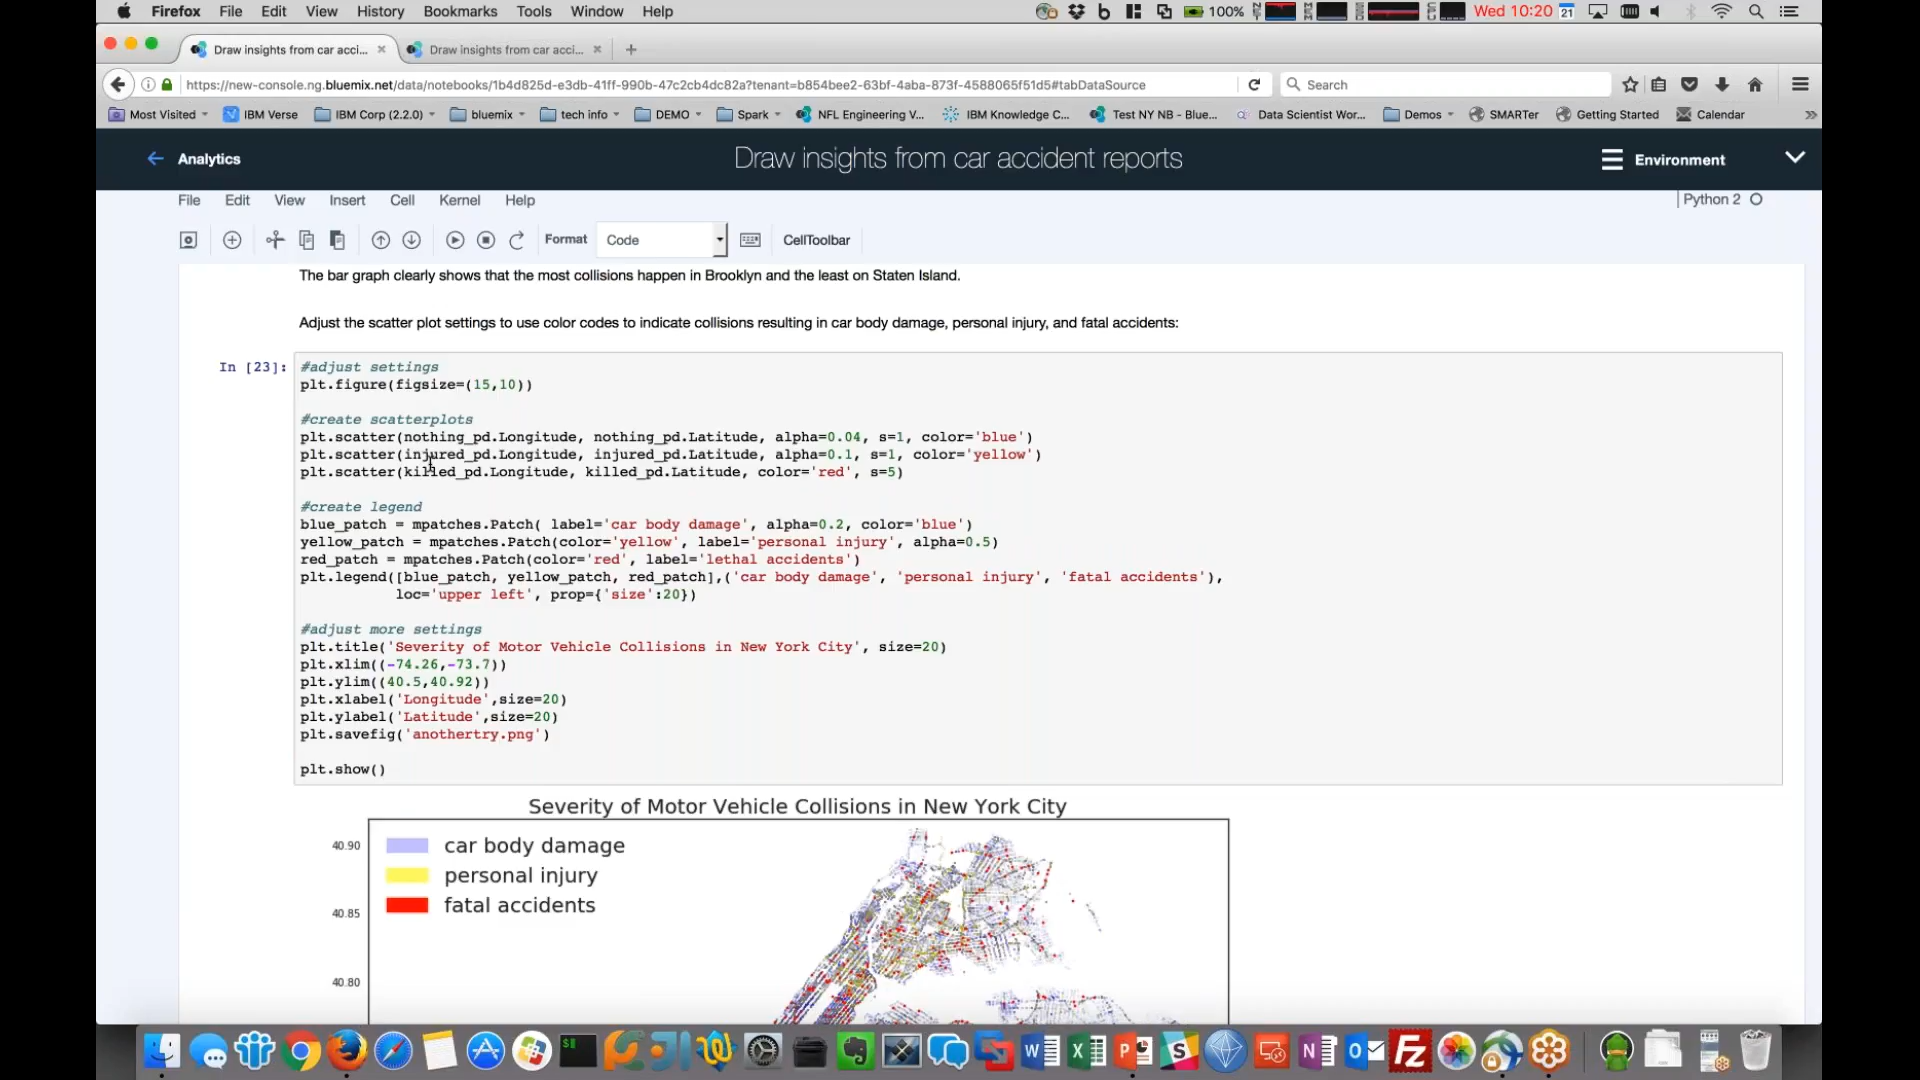 Firefox File Edit View History Bookmarks Tools Window Help 100% Wed 10:20 21
Draw insights from car acci... Draw insights from car acci...
https://new-console.ng.bluemix.net/data/notebooks/1b4d825d-e3db-41ff-990b-47c2cb4dc82a?tenant=b854bee2-63bf-4aba-873f-4588065f51d5#tabDataSource Search
Most Visited IBM Verse IBM Corp (2.2.0) bluemix tech info DEMO Spark NFL Engineering V... IBM Knowledge C... Test NY NB - Blue... Data Scientist Wor... Demos SMARTer Getting Started Calendar
Analytics Draw insights from car accident reports Environment
File Edit View Insert Cell Kernel Help Python 2
Format Code CellToolbar
The bar graph clearly shows that the most collisions happen in Brooklyn and the least on Staten Island.
Adjust the scatter plot settings to use color codes to indicate collisions resulting in car body damage, personal injury, and fatal accidents:
In [23]: #adjust settings
plt.figure(figsize=(15,10))
#create scatterplots
plt.scatter(nothing_pd.Longitude, nothing_pd.Latitude, alpha=0.04, s=1, color='blue')
plt.scatter(injured_pd.Longitude, injured_pd.Latitude, alpha=0.1, s=1, color='yellow')
plt.scatter(killed_pd.Longitude, killed_pd.Latitude, color='red', s=5)
#create legend
blue_patch = mpatches.Patch( label='car body damage', alpha=0.2, color='blue')
yellow_patch = mpatches.Patch(color='yellow', label='personal injury', alpha=0.5)
red_patch = mpatches.Patch(color='red', label='lethal accidents')
plt.legend([blue_patch, yellow_patch, red_patch],('car body damage', 'personal injury', 'fatal accidents'),
loc='upper left', prop={'size':20})
#adjust more settings
plt.title('Severity of Motor Vehicle Collisions in New York City', size=20)
plt.xlim((-74.26,-73.7))
plt.ylim((40.5,40.92))
plt.xlabel('Longitude',size=20)
plt.ylabel('Latitude',size=20)
plt.savefig('anothertry.png')
plt.show()
Severity of Motor Vehicle Collisions in New York City
40.90 car body damage
personal injury
fatal accidents
40.85
40.80